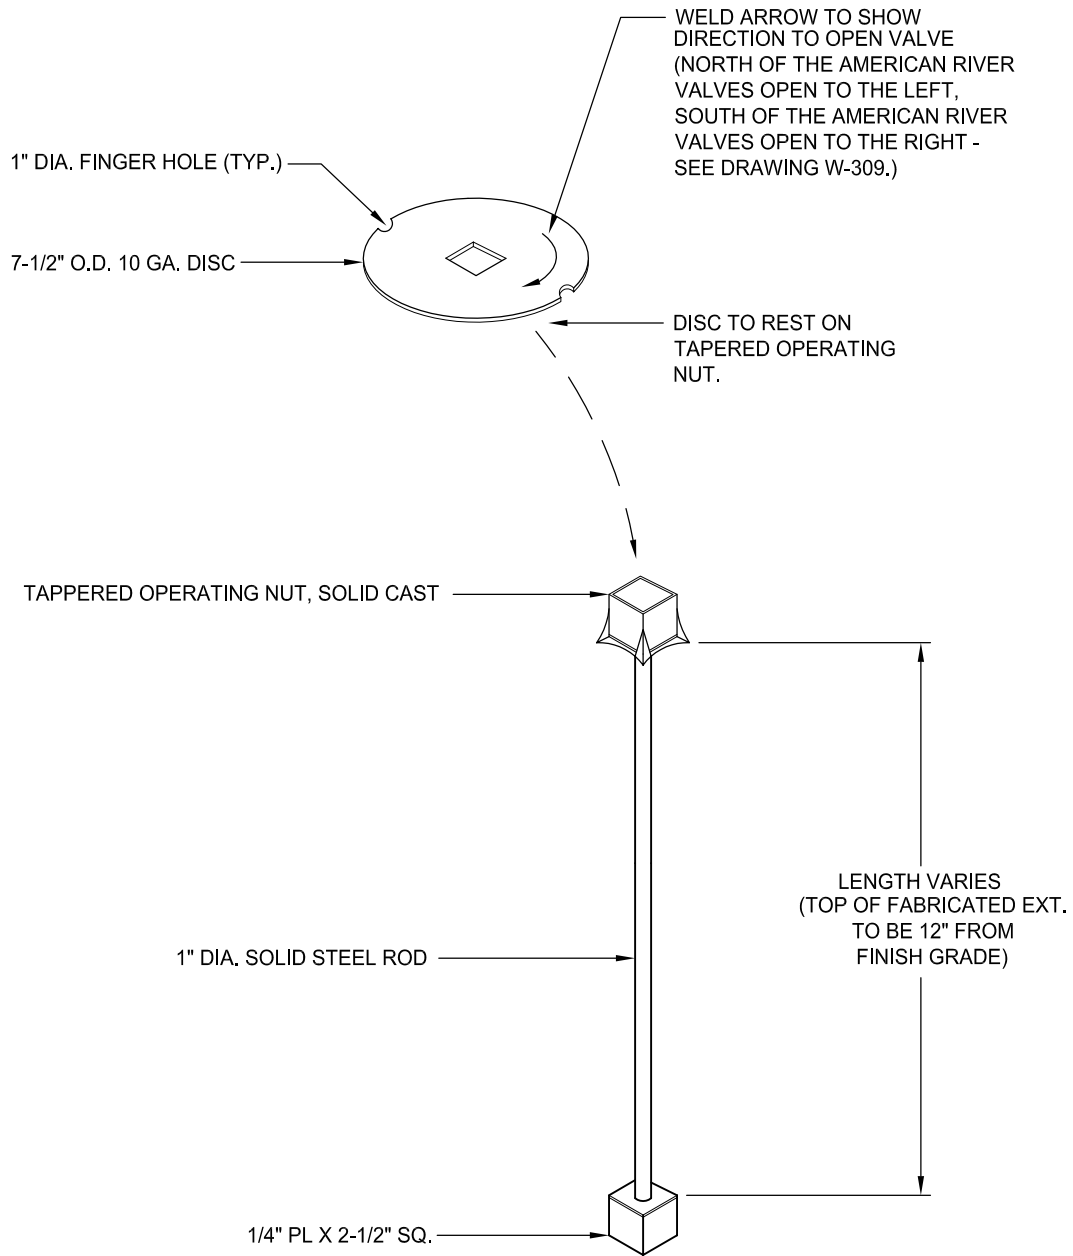 WELD ARROW TO SHOW
DIRECTION TO OPEN VALVE
(NORTH OF THE AMERICAN RIVER
VALVES OPEN TO THE LEFT,
SOUTH OF THE AMERICAN RIVER
VALVES OPEN TO THE RIGHT -
SEE DRAWING W-309.)
1" DIA. FINGER HOLE (TYP.)
7-1/2" O.D. 10 GA. DISC
DISC TO REST ON
TAPERED OPERATING
NUT.
TAPPERED OPERATING NUT, SOLID CAST
LENGTH VARIES
(TOP OF FABRICATED EXT.
TO BE 12" FROM
FINISH GRADE)
1" DIA. SOLID STEEL ROD
1/4" PL X 2-1/2" SQ.